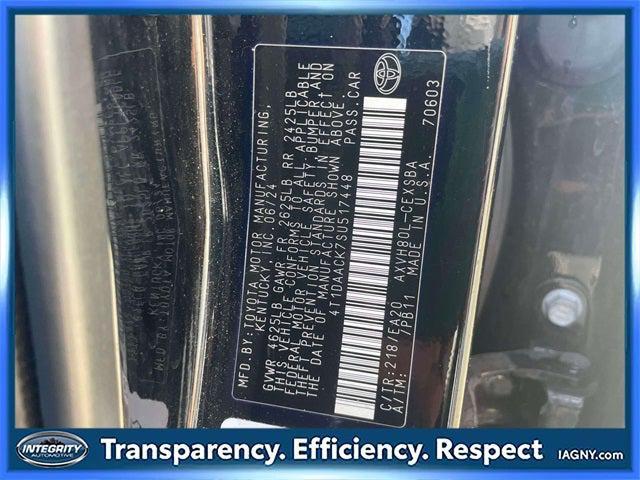 MFD. BY: TOYOTA MOTOR MANUFACTURING,
KENTUCKY, INC. 06/24
GVWR 4625LB GAWR FR 2625LB RR 2425LB
THIS VEHICLE CONFORMS TO ALL APPLICABLE
FEDERAL MOTOR VEHICLE SAFETY, BUMPER AND
THEFT PREVENTION STANDARDS IN EFFECT ON
THE DATE OF MANUFACTURE SHOWN ABOVE.
4T1DAACK7SU517448 PASS. CAR
C/TR: 218/EA20 AXVH80L-CEXSBA
A/TM: /PB11 MADE IN U.S.A. 70603
INTEGRITY
AUTOMOTIVE
Transparency. Efficiency. Respect
IAGNY.com